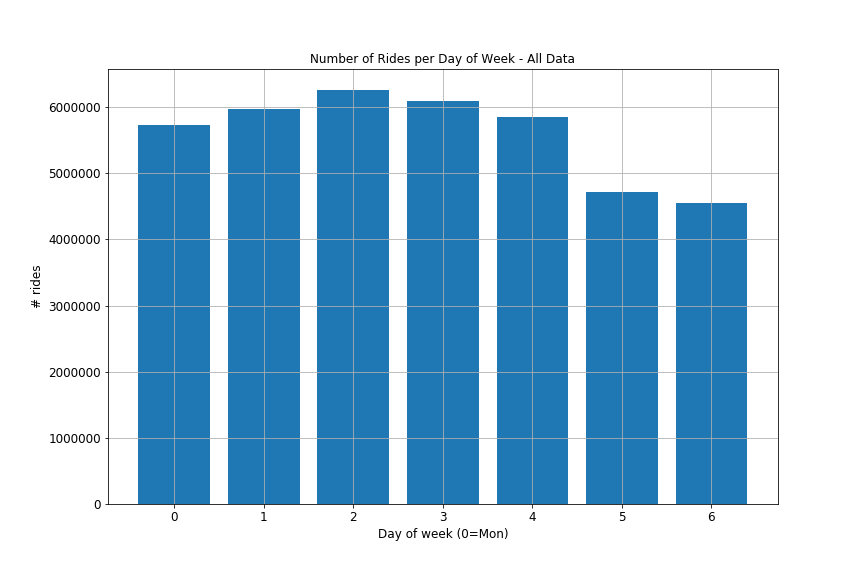 Number of Rides per Day of Week - All Data
6000000
5000000
4000000
3000000
2000000
1000000
0
# rides
0 1 2 3 4 5 6
Day of week (0=Mon)